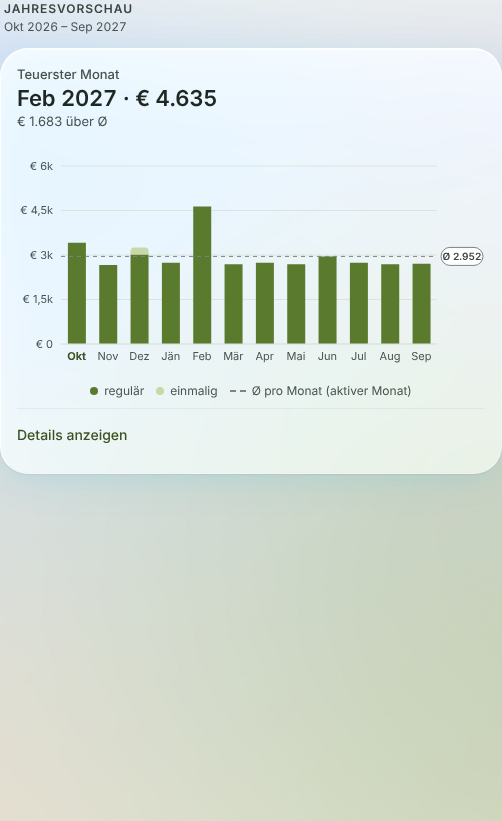 JAHRESVORSCHAU
Okt 2026 – Sep 2027
Teuerster Monat
Feb 2027 · € 4.635
€ 1.683 über Ø
€ 6k
€ 4,5k
€ 3k
€ 1,5k
€ 0
Ø 2.952
Okt Nov Dez Jän Feb Mär Apr Mai Jun Jul Aug Sep
regulär einmalig Ø pro Monat (aktiver Monat)
Details anzeigen